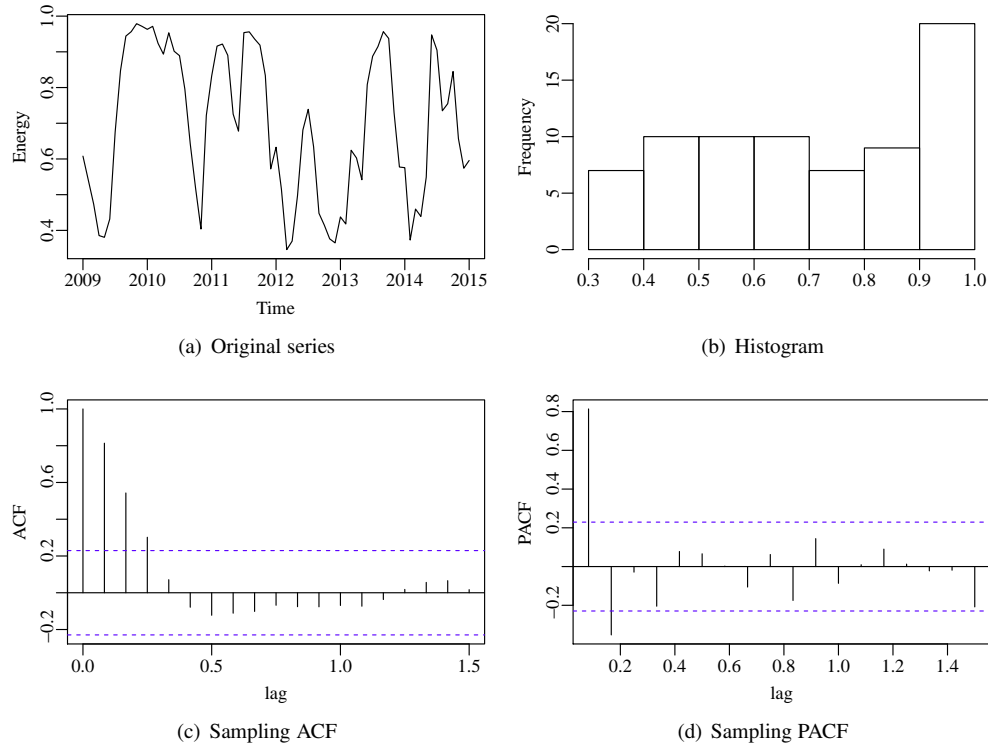 Energy
0.4 0.6 0.8 1.0
2009 2010 2011 2012 2013 2014 2015
Time
(a) Original series
Frequency
0 5 10 15 20
0.3 0.4 0.5 0.6 0.7 0.8 0.9 1.0
(b) Histogram
ACF
−0.2 0.2 0.6 1.0
0.0 0.5 1.0 1.5
lag
(c) Sampling ACF
PACF
−0.2 0.2 0.4 0.6 0.8
0.2 0.4 0.6 0.8 1.0 1.2 1.4
lag
(d) Sampling PACF